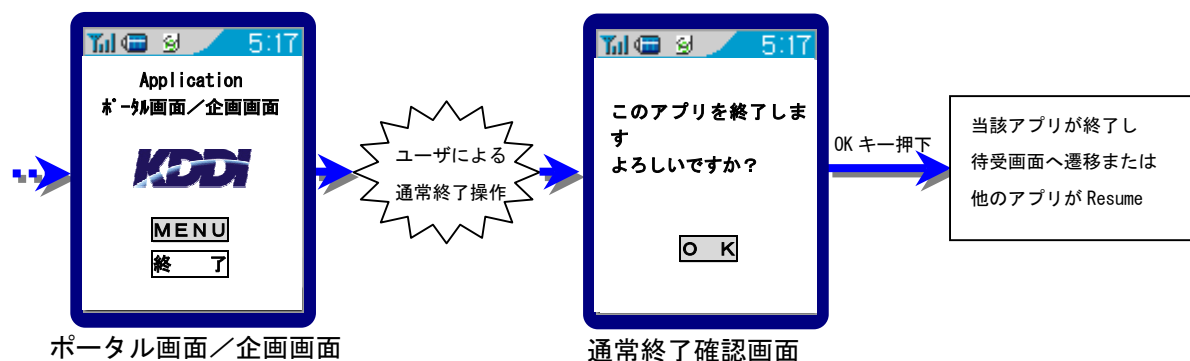 5:17
Application
ポータル画面／企画画面
KDDI
MENU
終 了
ポータル画面／企画画面
ユーザによる
通常終了操作
5:17
このアプリを終了しま
す
よろしいですか？
O K
通常終了確認画面
OK キー押下
当該アプリが終了し
待受画面へ遷移または
他のアプリが Resume